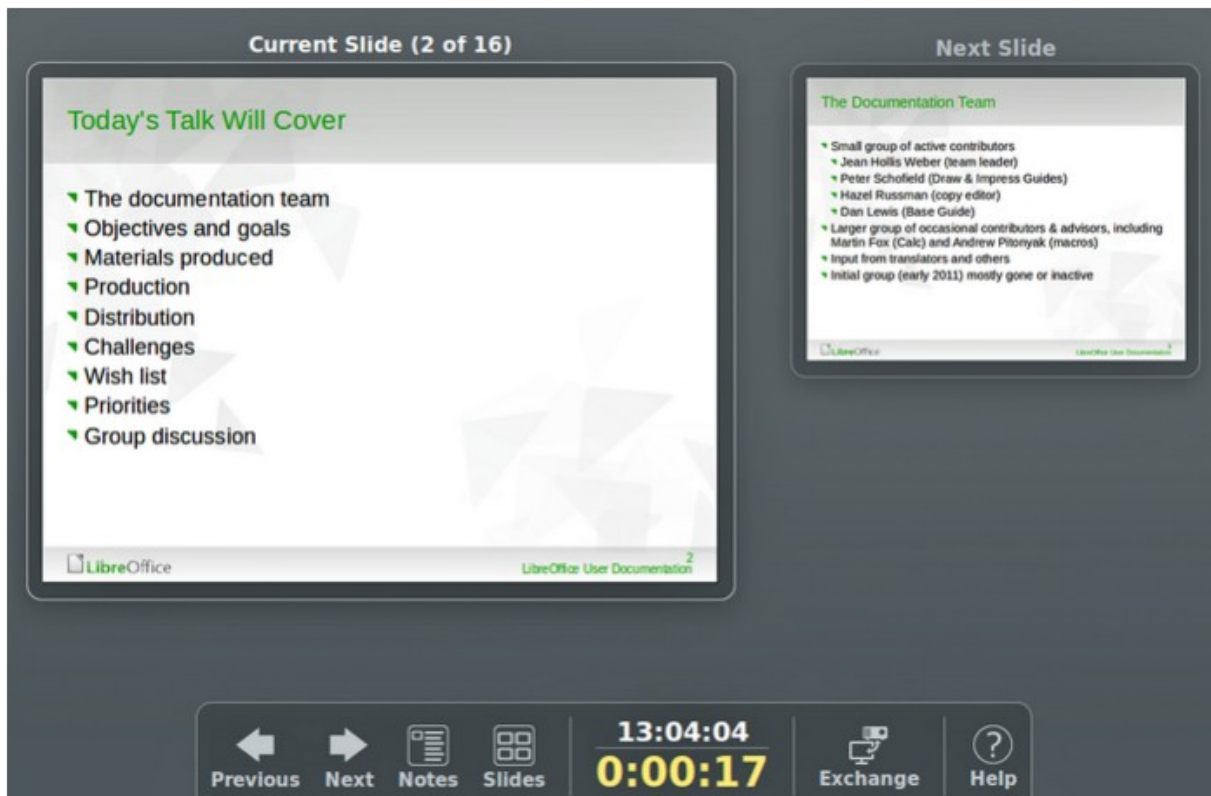 Current Slide (2 of 16)
Today's Talk Will Cover
The documentation team
Objectives and goals
Materials produced
Production
Distribution
Challenges
Wish list
Priorities
Group discussion
LibreOffice
LibreOffice User Documentation
2
Next Slide
The Documentation Team
Small group of active contributors
Jean Hollis Weber (team leader)
Peter Schofield (Draw & Impress Guides)
Hazel Russman (copy editor)
Dan Lewis (Base Guide)
Larger group of occasional contributors & advisors, including
Martin Fox (Calc) and Andrew Pitonyak (macros)
Input from translators and others
Initial group (early 2011) mostly gone or inactive
LibreOffice
LibreOffice User Documentation
Previous
Next
Notes
Slides
13:04:04
0:00:17
Exchange
?
Help